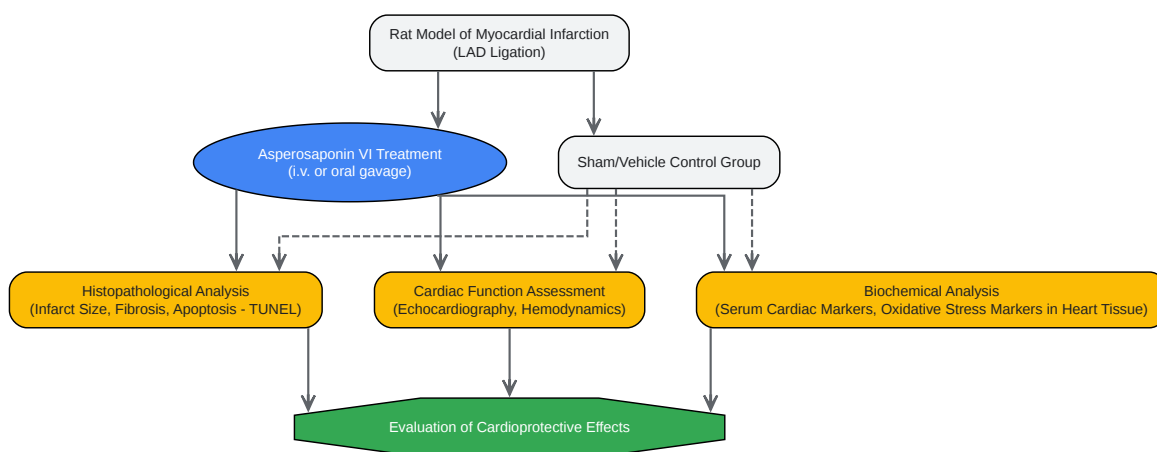 Rat Model of Myocardial Infarction
(LAD Ligation)
Asperosaponin VI Treatment
(i.v. or oral gavage)
Sham/Vehicle Control Group
Histopathological Analysis
(Infarct Size, Fibrosis, Apoptosis - TUNEL)
Cardiac Function Assessment
(Echocardiography, Hemodynamics)
Biochemical Analysis
(Serum Cardiac Markers, Oxidative Stress Markers in Heart Tissue)
Evaluation of Cardioprotective Effects